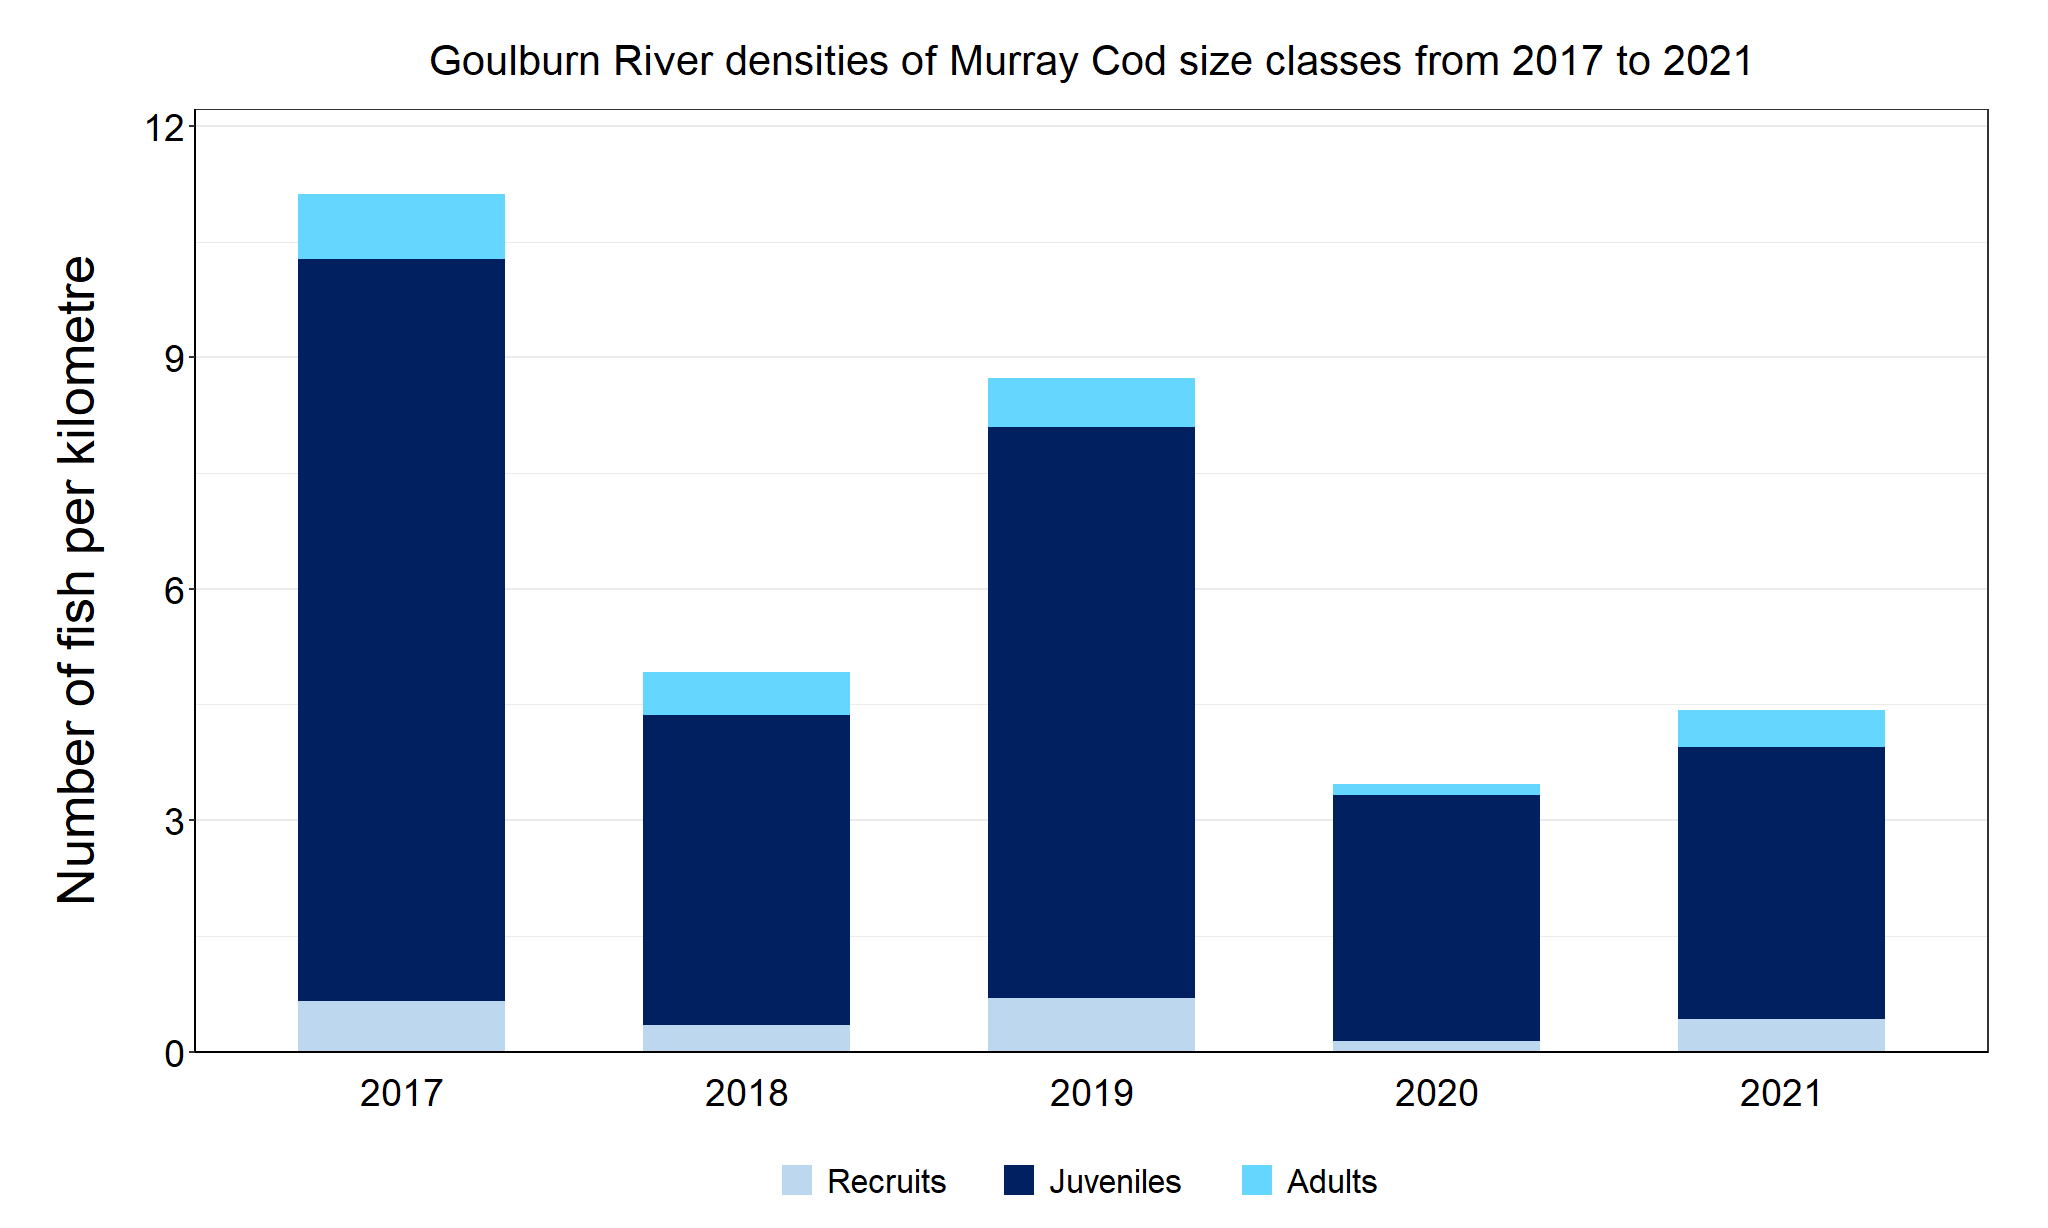 Goulburn River densities of Murray Cod size classes from 2017 to 2021
Number of fish per kilometre
12
9
6
3
0
2017 2018 2019 2020 2021
Recruits Juveniles Adults